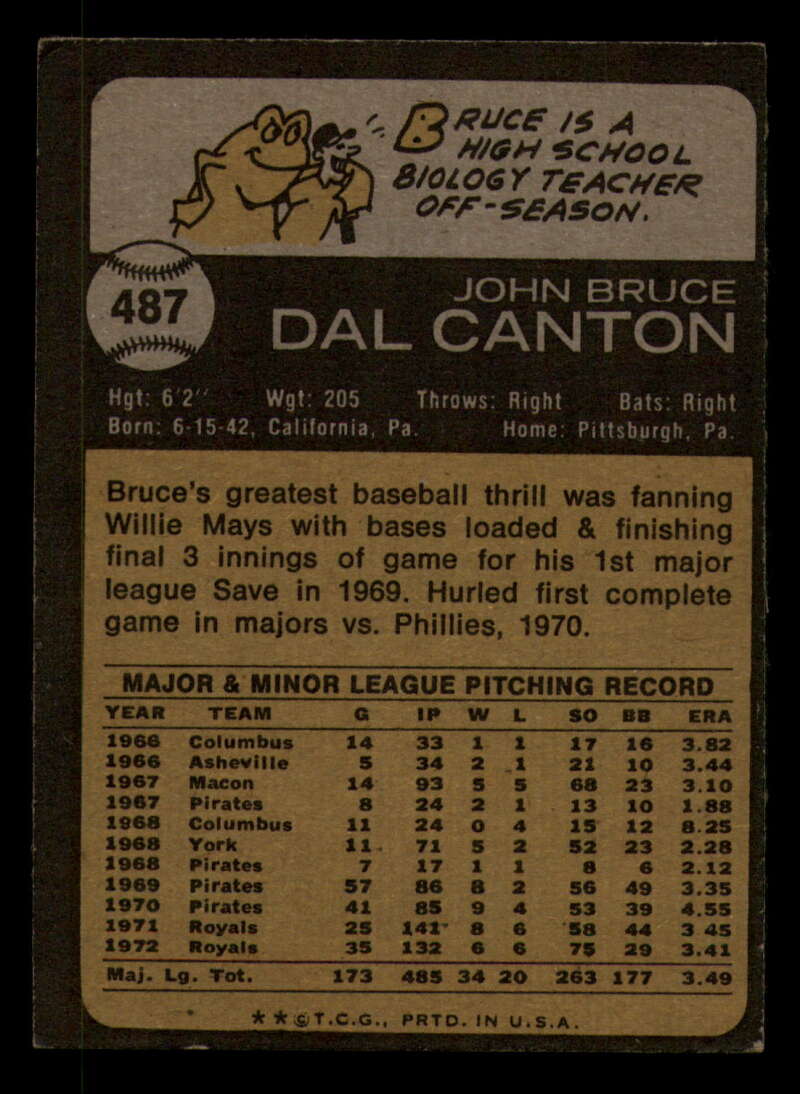 BRUCE IS A
HIGH SCHOOL
BIOLOGY TEACHER
OFF-SEASON.
487
JOHN BRUCE
DAL CANTON
Hgt: 6'2" Wgt: 205 Throws: Right Bats: Right
Born: 6-15-42, California, Pa. Home: Pittsburgh, Pa.
Bruce's greatest baseball thrill was fanning
Willie Mays with bases loaded & finishing
final 3 innings of game for his 1st major
league Save in 1969. Hurled first complete
game in majors vs. Phillies, 1970.
MAJOR & MINOR LEAGUE PITCHING RECORD
YEAR TEAM G IP W L SO BB ERA
1966 Columbus 14 33 1 1 17 16 3.82
1966 Asheville 5 34 2 1 21 10 3.44
1967 Macon 14 93 5 5 68 23 3.10
1967 Pirates 8 24 2 1 13 10 1.88
1968 Columbus 11 24 0 4 15 12 8.25
1968 York 11 71 5 2 52 23 2.28
1968 Pirates 7 17 1 1 8 6 2.12
1969 Pirates 57 86 8 2 56 49 3.35
1970 Pirates 41 85 9 4 53 39 4.55
1971 Royals 25 141 8 6 58 44 3 45
1972 Royals 35 132 6 6 75 29 3.41
Maj. Lg. Tot. 173 485 34 20 263 177 3.49
* * © T.C.G., PRTD. IN U.S.A.